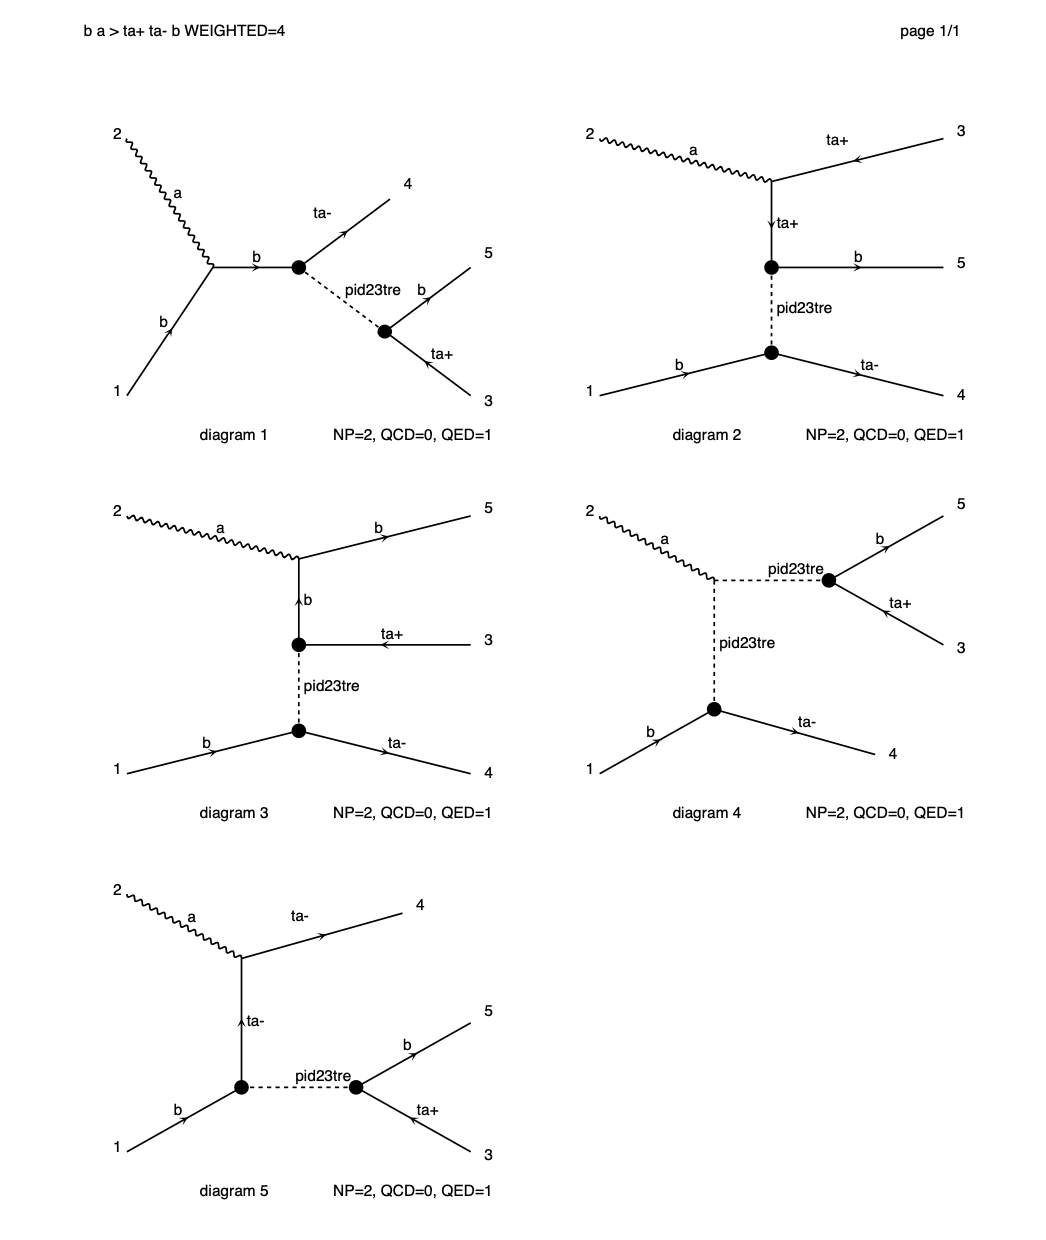 b a > ta+ ta- b WEIGHTED=4 page 1/1
2
a
b
1
b
ta-
4
pid23tre
b
5
ta+
3
diagram 1 NP=2, QCD=0, QED=1
2
a
ta+
3
ta+
b
5
pid23tre
b
1
ta-
4
diagram 2 NP=2, QCD=0, QED=1
2
a
b
5
b
ta+
3
pid23tre
b
1
ta-
4
diagram 3 NP=2, QCD=0, QED=1
2
a
pid23tre
b
5
ta+
3
pid23tre
b
1
ta-
4
diagram 4 NP=2, QCD=0, QED=1
2
a
ta-
4
ta-
b
1
pid23tre
b
5
ta+
3
diagram 5 NP=2, QCD=0, QED=1